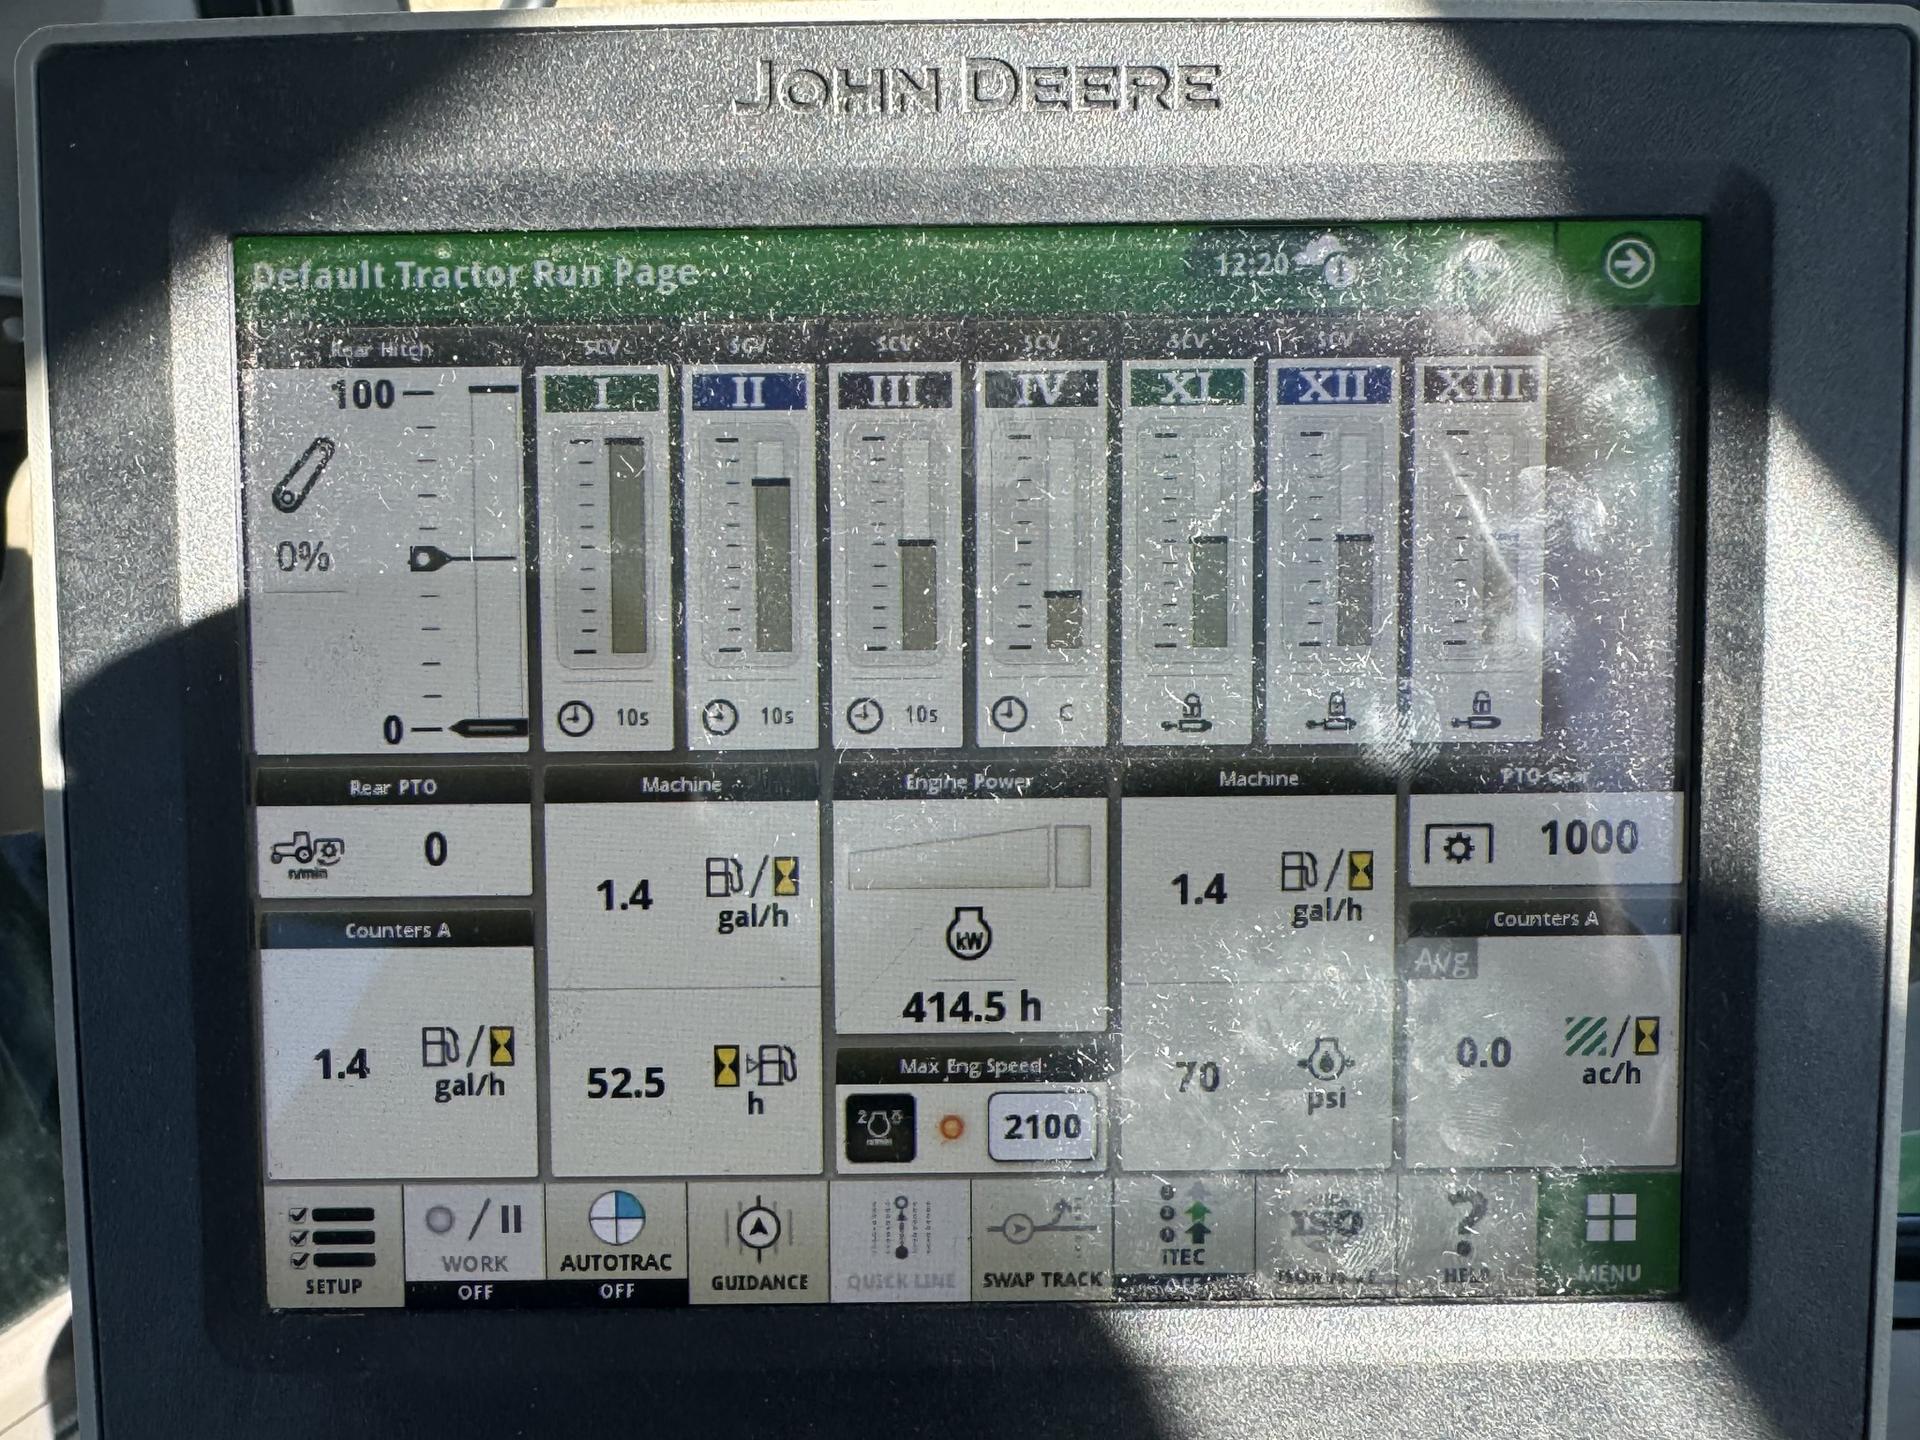 JOHN DEERE
Default Tractor Run Page
12:20
Rear Hitch
SCV
SCV
SCV
SCV
SCV
SCV
I
II
III
IV
XI
XII
XIII
100
0%
0
10s
10s
10s
C
Rear PTO
Machine
Engine Power
Machine
PTO Gear
n/min
0
1.4
gal/h
kW
414.5 h
1.4
gal/h
1000
Counters A
Counters A
Avg
1.4
gal/h
52.5
h
Max Eng Speed
2100
70
psi
0.0
ac/h
SETUP
WORK
OFF
AUTOTRAC
OFF
GUIDANCE
QUICK LINE
SWAP TRACK
iTEC
OFF
ISO
HELP
MENU